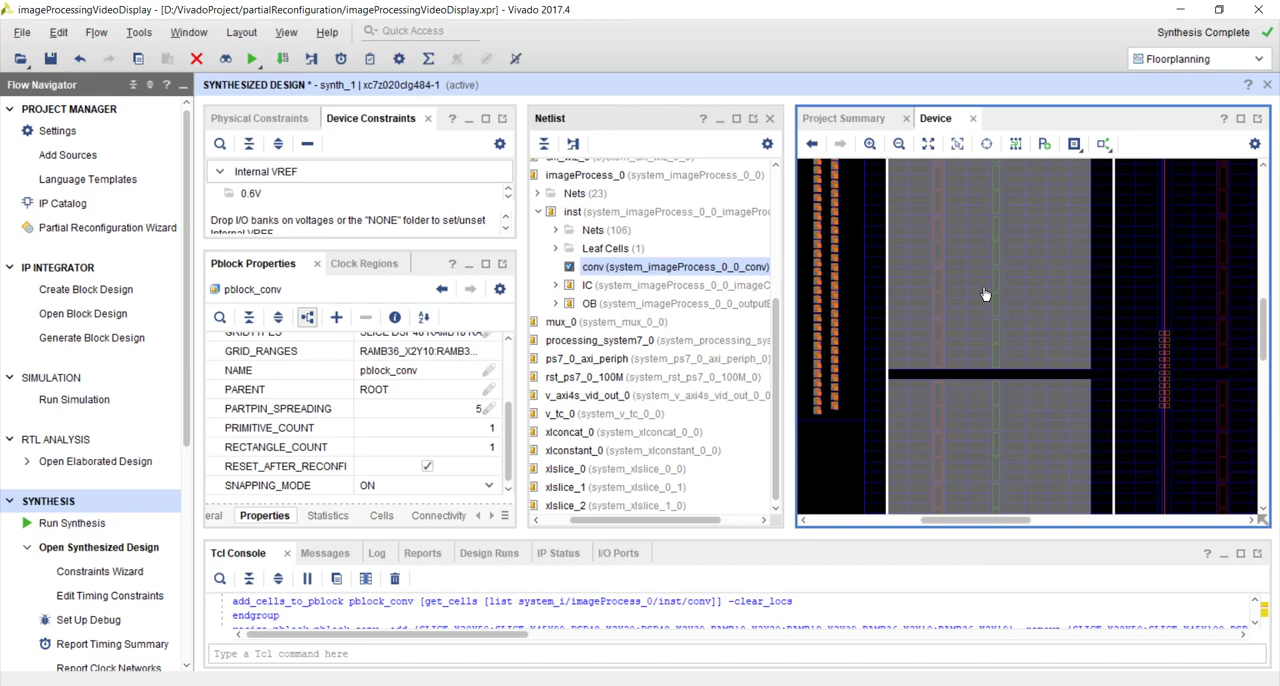 imageProcessingVideoDisplay - [D:/VivadoProject/partialReconfiguration/imageProcessingVideoDisplay.xpr] - Vivado 2017.4
File Edit Flow Tools Window Layout View Help Quick Access
Synthesis Complete
Floorplanning
Flow Navigator
PROJECT MANAGER
Settings
Add Sources
Language Templates
IP Catalog
Partial Reconfiguration Wizard
IP INTEGRATOR
Create Block Design
Open Block Design
Generate Block Design
SIMULATION
Run Simulation
RTL ANALYSIS
Open Elaborated Design
SYNTHESIS
Run Synthesis
Open Synthesized Design
Constraints Wizard
Edit Timing Constraints
Set Up Debug
Report Timing Summary
Report Clock Networks
SYNTHESIZED DESIGN * - synth_1 | xc7z020clg484-1 (active)
Physical Constraints Device Constraints
Internal VREF
0.6V
Drop I/O banks on voltages or the "NONE" folder to set/unset
Internal VREF
Pblock Properties Clock Regions
pblock_conv
GRIDTYPES
GRID_RANGES RAMB36_X2Y10:RAMB3...
NAME pblock_conv
PARENT ROOT
PARTPIN_SPREADING 5
PRIMITIVE_COUNT 1
RECTANGLE_COUNT 1
RESET_AFTER_RECONFI
SNAPPING_MODE ON
eral Properties Statistics Cells Connectivity
Netlist
imageProcess_0 (system_imageProcess_0_0)
Nets (23)
inst (system_imageProcess_0_0_imagePro
Nets (106)
Leaf Cells (1)
conv (system_imageProcess_0_0_conv)
IC (system_imageProcess_0_0_imageC
OB (system_imageProcess_0_0_outputE
mux_0 (system_mux_0_0)
processing_system7_0 (system_processing_sys
ps7_0_axi_periph (system_ps7_0_axi_periph_0)
rst_ps7_0_100M (system_rst_ps7_0_100M_0)
v_axi4s_vid_out_0 (system_v_axi4s_vid_out_0_0
v_tc_0 (system_v_tc_0_0)
xlconcat_0 (system_xlconcat_0_0)
xlconstant_0 (system_xlconstant_0_0)
xlslice_0 (system_xlslice_0_0)
xlslice_1 (system_xlslice_0_1)
xlslice_2 (system_xlslice_1_0)
Project Summary Device
Tcl Console Messages Log Reports Design Runs IP Status I/O Ports
add_cells_to_pblock pblock_conv [get_cells [list system_i/imageProcess_0/inst/conv]] -clear_locs
endgroup
Type a Tcl command here